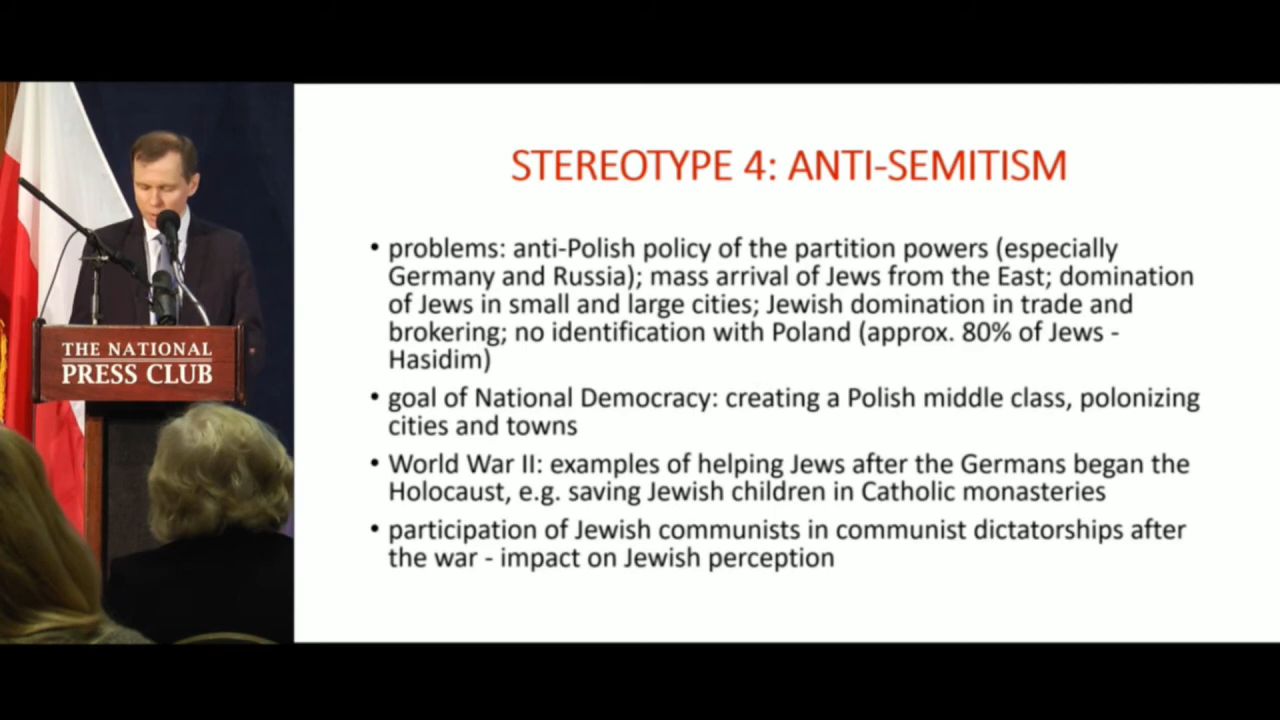 THE NATIONAL
PRESS CLUB
STEREOTYPE 4: ANTI-SEMITISM
• problems: anti-Polish policy of the partition powers (especially
Germany and Russia); mass arrival of Jews from the East; domination
of Jews in small and large cities; Jewish domination in trade and
brokering; no identification with Poland (approx. 80% of Jews -
Hasidim)
• goal of National Democracy: creating a Polish middle class, polonizing
cities and towns
• World War II: examples of helping Jews after the Germans began the
Holocaust, e.g. saving Jewish children in Catholic monasteries
• participation of Jewish communists in communist dictatorships after
the war - impact on Jewish perception